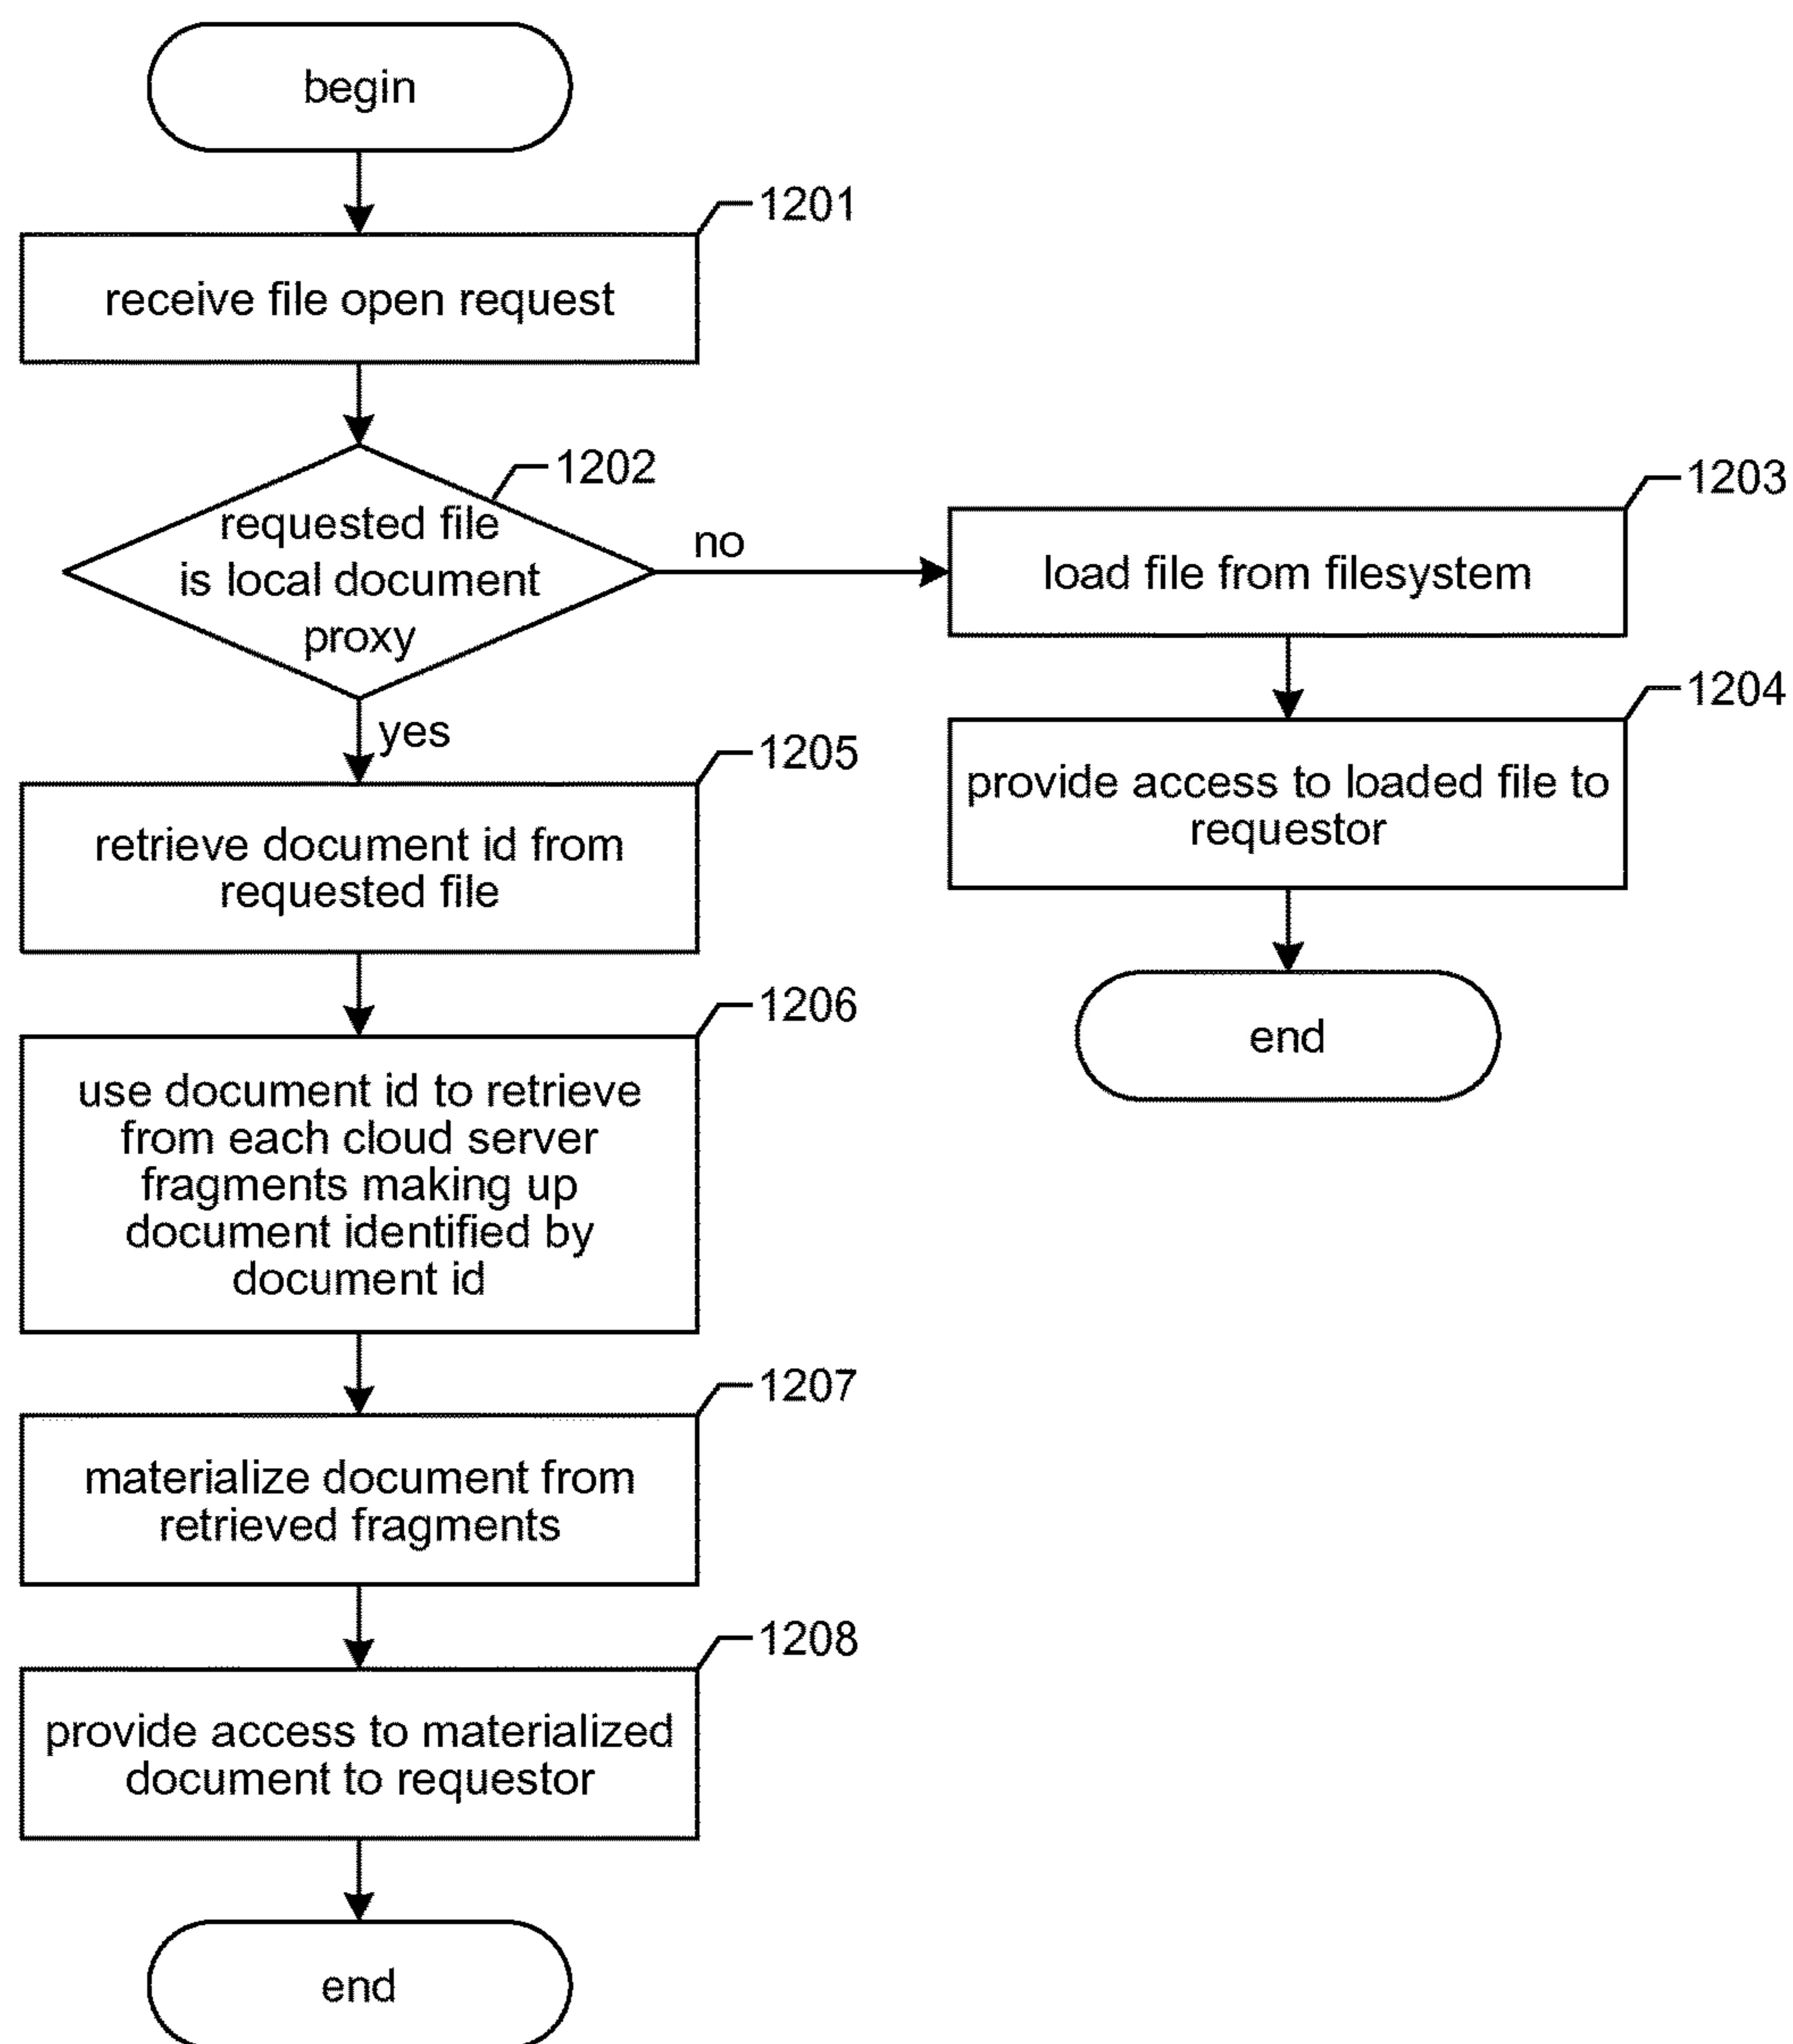 begin
1201
receive file open request
1202
requested file
is local document
proxy
no
yes
1203
load file from filesystem
1204
provide access to loaded file to
requestor
end
1205
retrieve document id from
requested file
1206
use document id to retrieve
from each cloud server
fragments making up
document identified by
document id
1207
materialize document from
retrieved fragments
1208
provide access to materialized
document to requestor
end